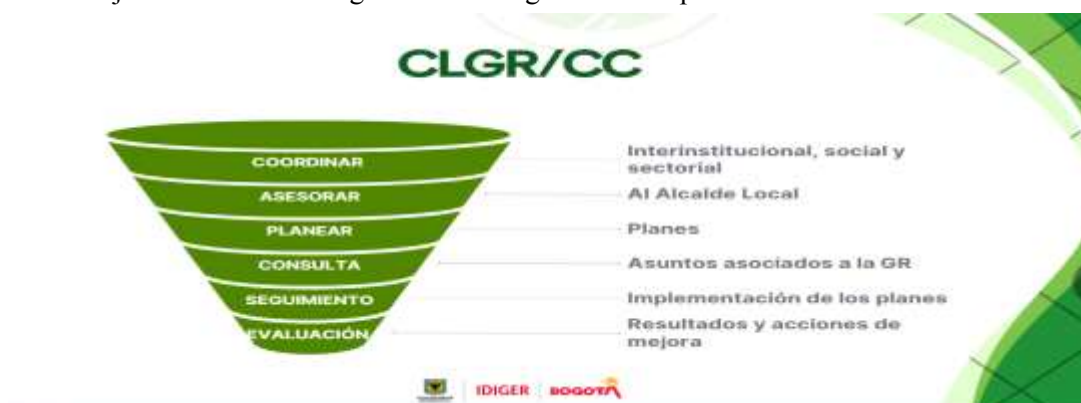 CLGR/CC
COORDINAR
Interinstitucional, social y
sectorial
ASESORAR
Al Alcalde Local
PLANEAR
Planes
CONSULTA
Asuntos asociados a la GR
SEGUIMIENTO
Implementación de los planes
EVALUACIÓN
Resultados y acciones de
mejora
IDIGER
BOGOTÁ